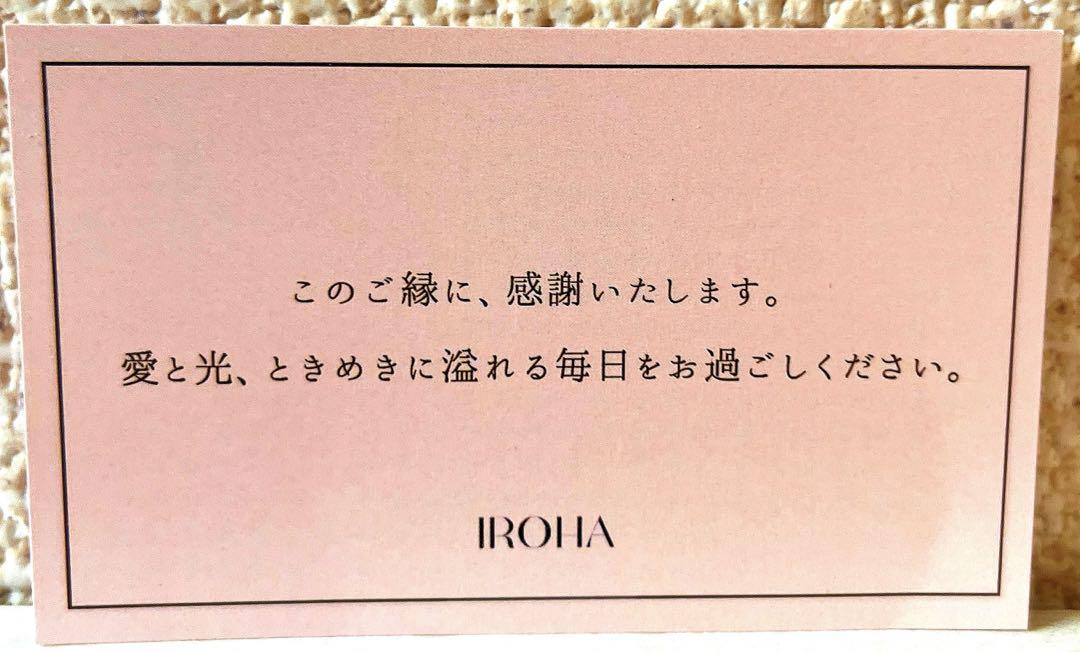 このご縁に、感謝いたします。
愛と光、ときめきに溢れる毎日をお過ごしください。
IROHA